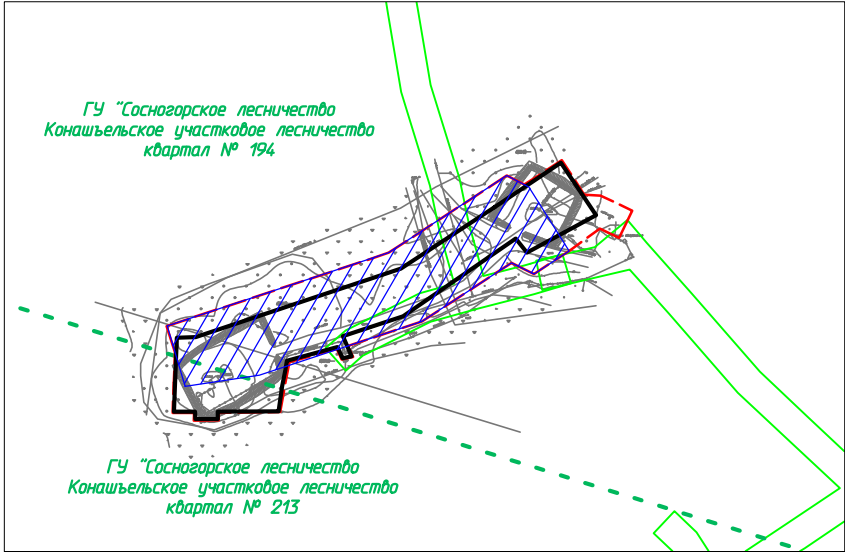 ГУ "Сосногорское лесничество
Конашъельское участковое лесничество
квартал № 194
ГУ "Сосногорское лесничество
Конашъельское участковое лесничество
квартал № 213